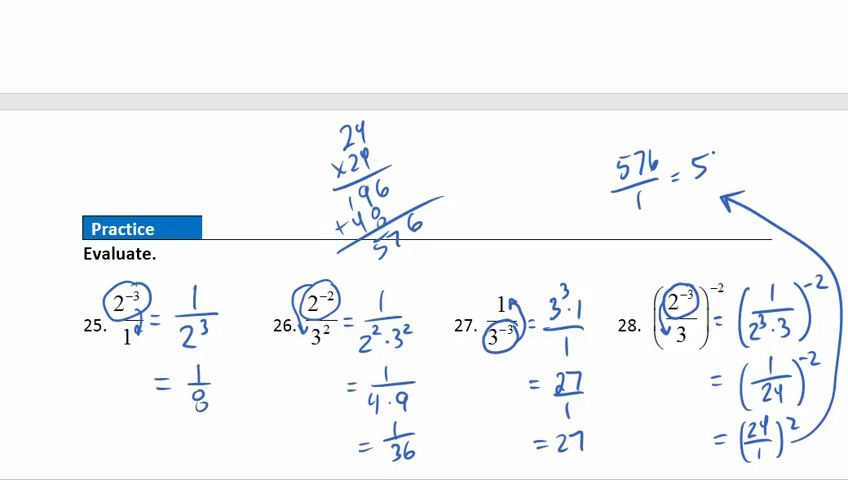 24
×24
196
+48
576
576/1 = 5
Practice
Evaluate.
25. 2^-3/1 = 1/2^3
= 1/8
26. 2^-2/3^2 = 1/(2^2 · 3^2)
= 1/(4 · 9)
= 1/36
27. 1/3^-3 = (3^3 · 1)/1
= 27/1
= 27
28. (2^-3/3)^-2 = (1/(2^3 · 3))^-2
= (1/24)^-2
= (24/1)^2